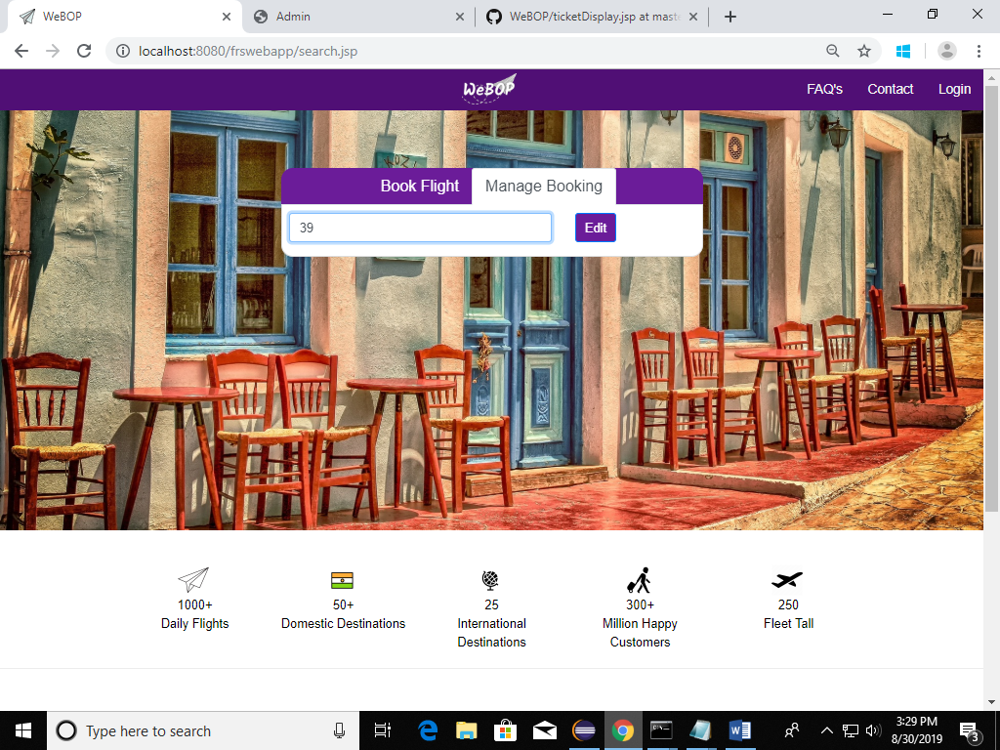 WeBOP
Admin
WeBOP/ticketDisplay.jsp at mast
localhost:8080/frswebapp/search.jsp
WeBOP
FAQ's
Contact
Login
Book Flight
Manage Booking
39
Edit
1000+
Daily Flights
50+
Domestic Destinations
25
International
Destinations
300+
Million Happy
Customers
250
Fleet Tall
Type here to search
3:29 PM
8/30/2019
3